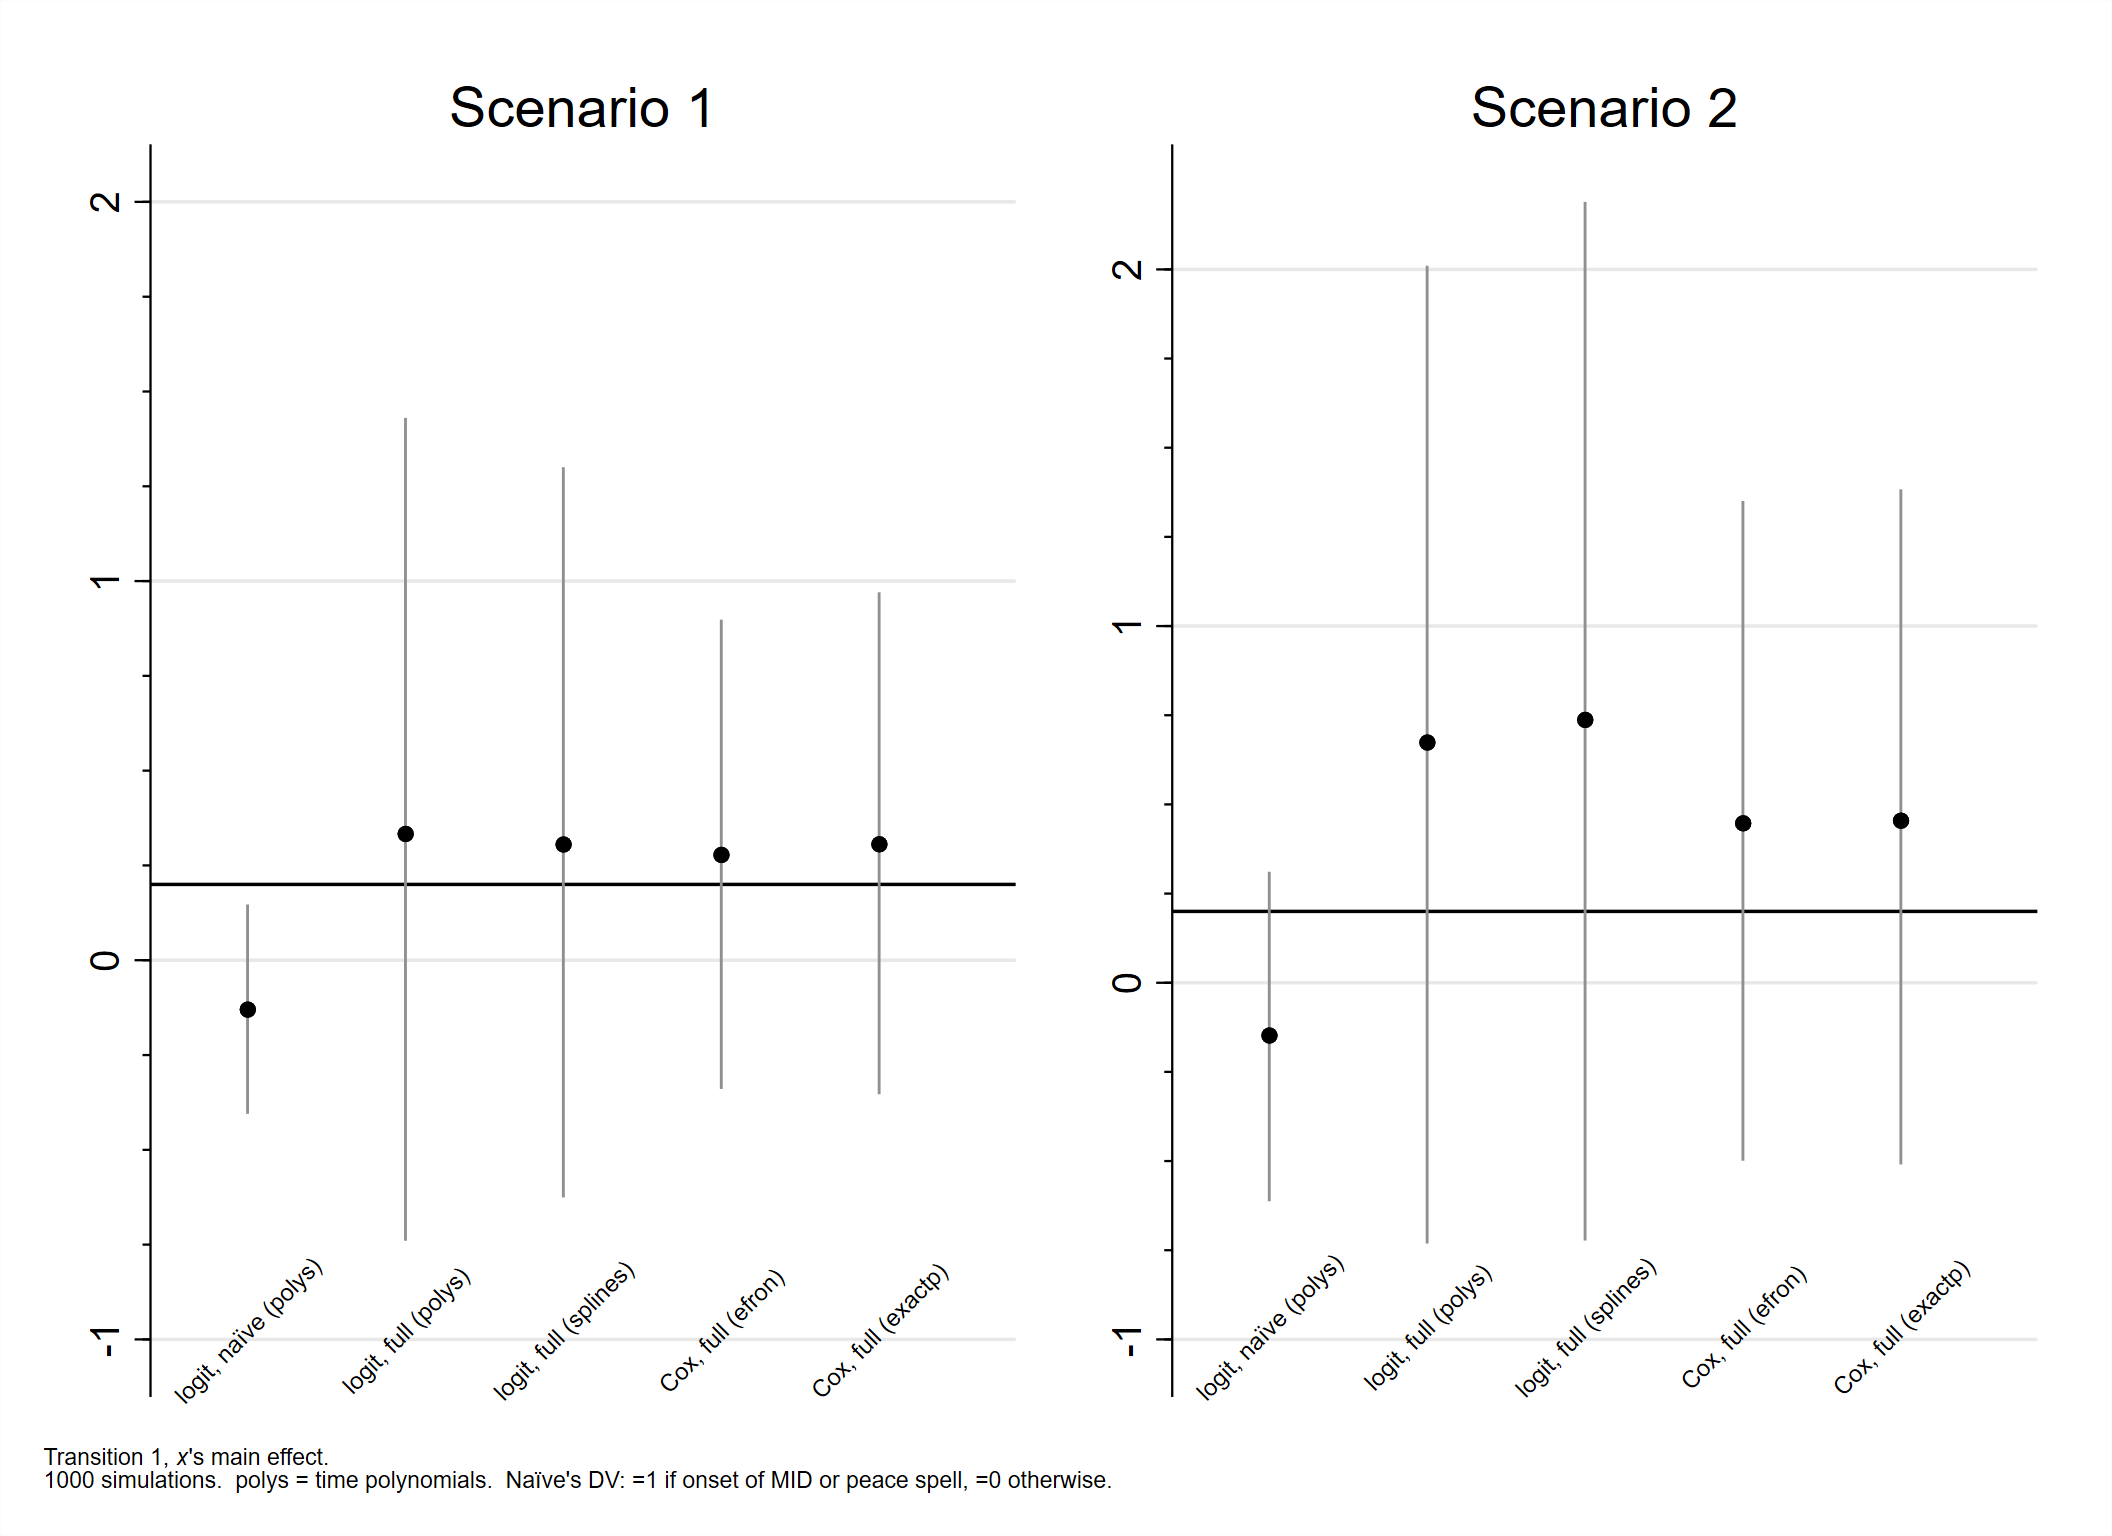 Scenario 1
2
1
0
-1
logit, naïve (polys)
logit, full (polys)
logit, full (splines)
Cox, full (efron)
Cox, full (exactp)
Scenario 2
2
1
0
-1
logit, naïve (polys)
logit, full (polys)
logit, full (splines)
Cox, full (efron)
Cox, full (exactp)
Transition 1, x's main effect.
1000 simulations.  polys = time polynomials.  Naïve's DV: =1 if onset of MID or peace spell, =0 otherwise.